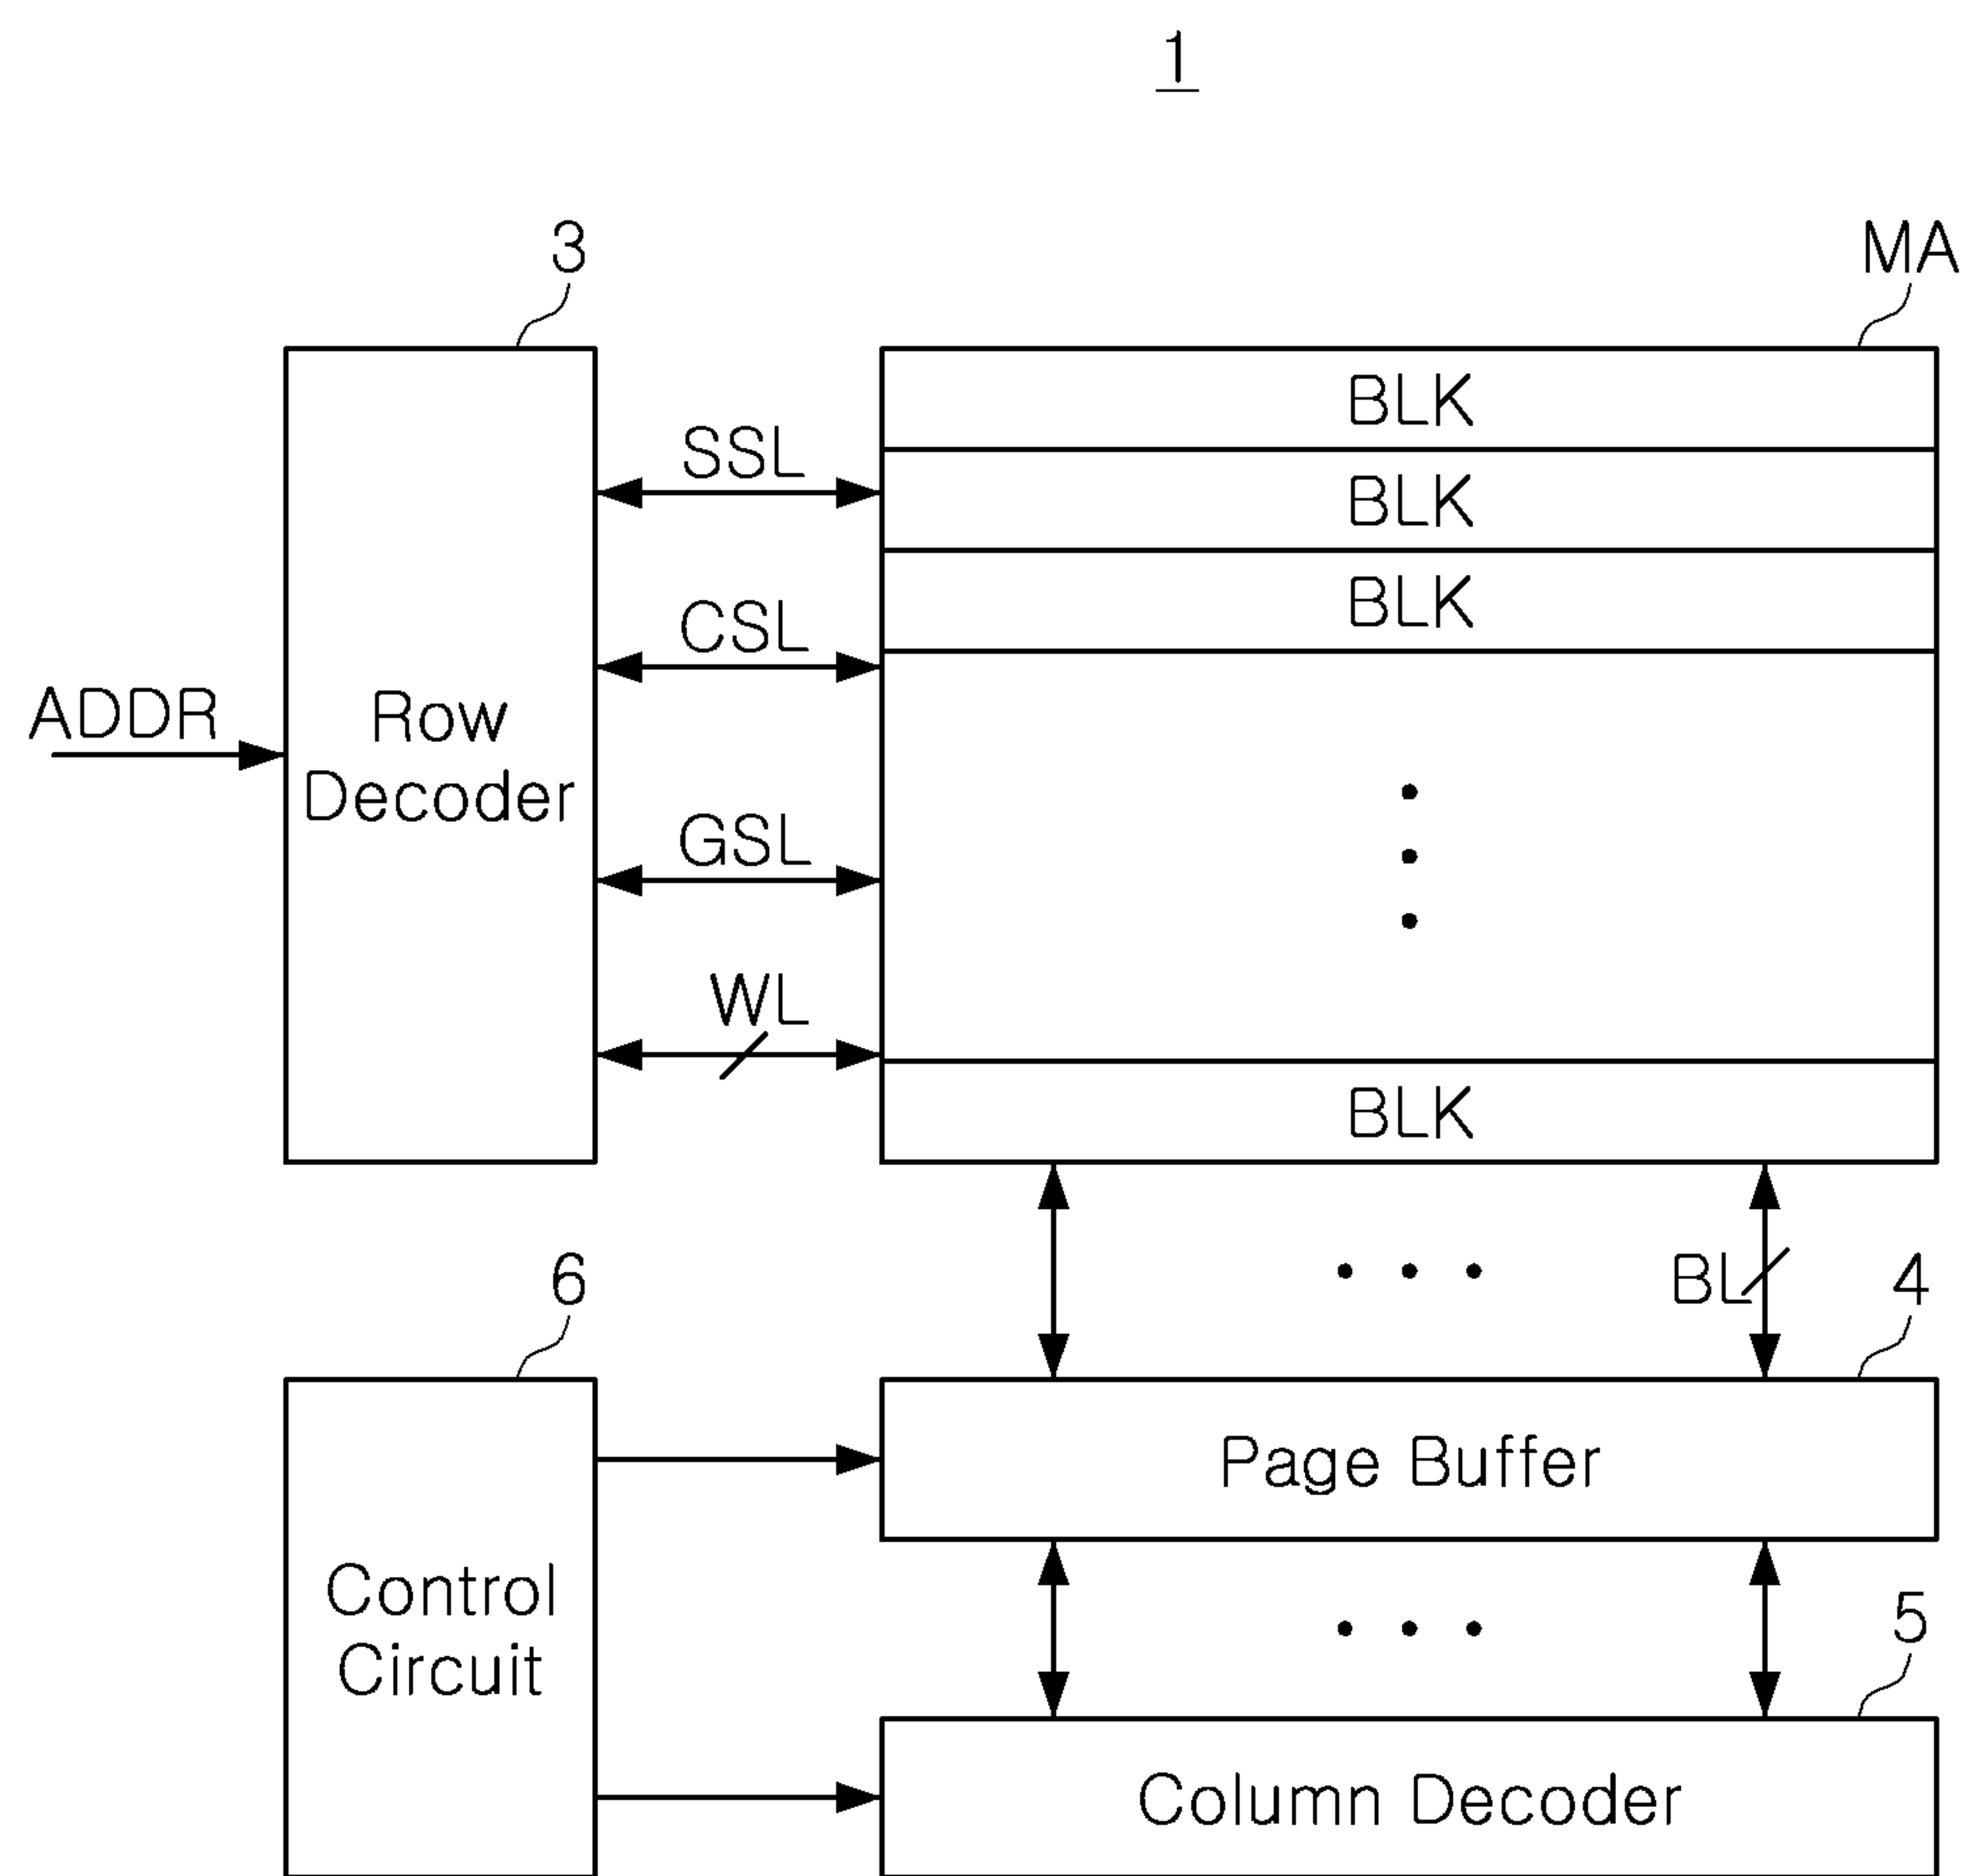 1
3
MA
BLK
SSL
BLK
CSL
BLK
ADDR
Row
Decoder
GSL
WL
BLK
BL
6
4
Page Buffer
Control
Circuit
5
Column Decoder